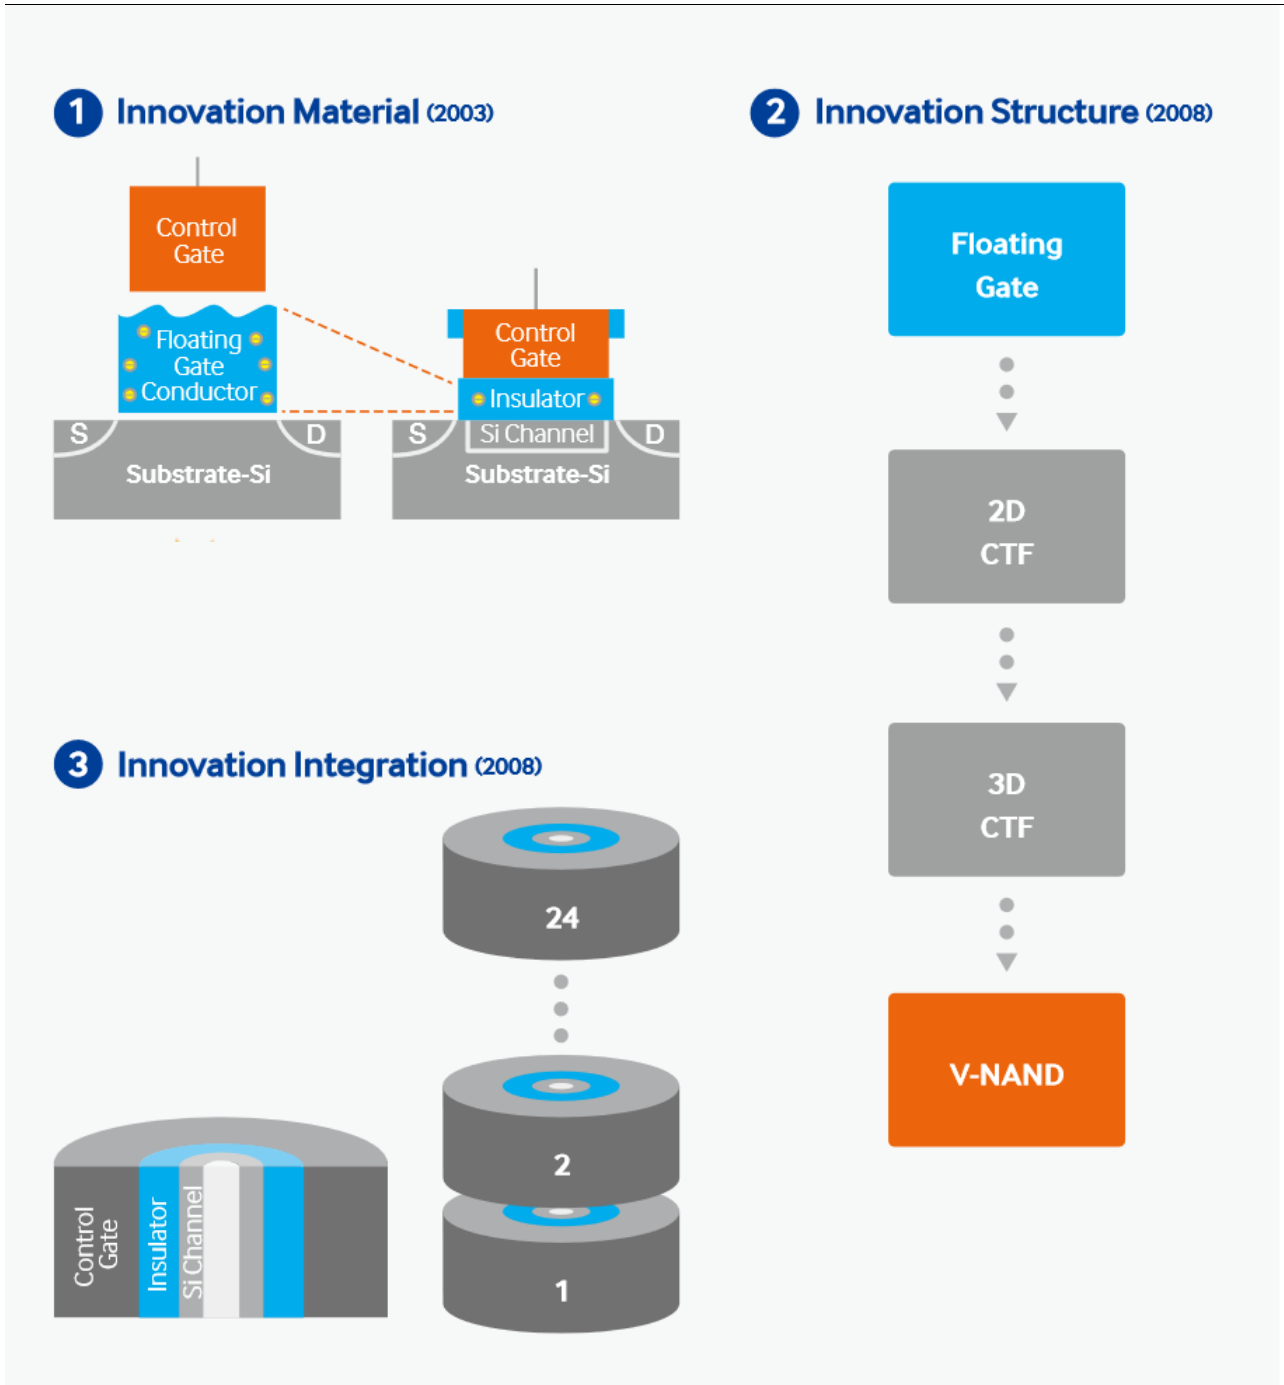 1 Innovation Material (2003)
Control
Gate
Floating
Gate
Conductor
S
D
Substrate-Si
Control
Gate
Insulator
S
Si Channel
D
Substrate-Si
2 Innovation Structure (2008)
Floating
Gate
2D
CTF
3D
CTF
V-NAND
3 Innovation Integration (2008)
Control
Gate
Insulator
Si Channel
24
2
1